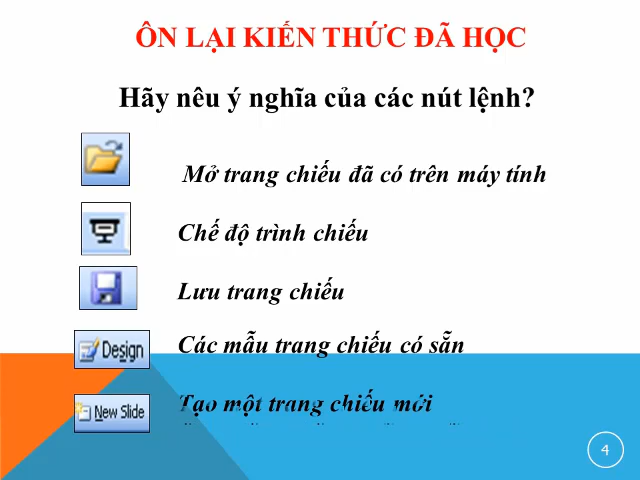 ÔN LẠI KIẾN THỨC ĐÃ HỌC
Hãy nêu ý nghĩa của các nút lệnh?
Mở trang chiếu đã có trên máy tính
Chế độ trình chiếu
Lưu trang chiếu
Design
Các mẫu trang chiếu có sẵn
New Slide
Tạo một trang chiếu mới
4